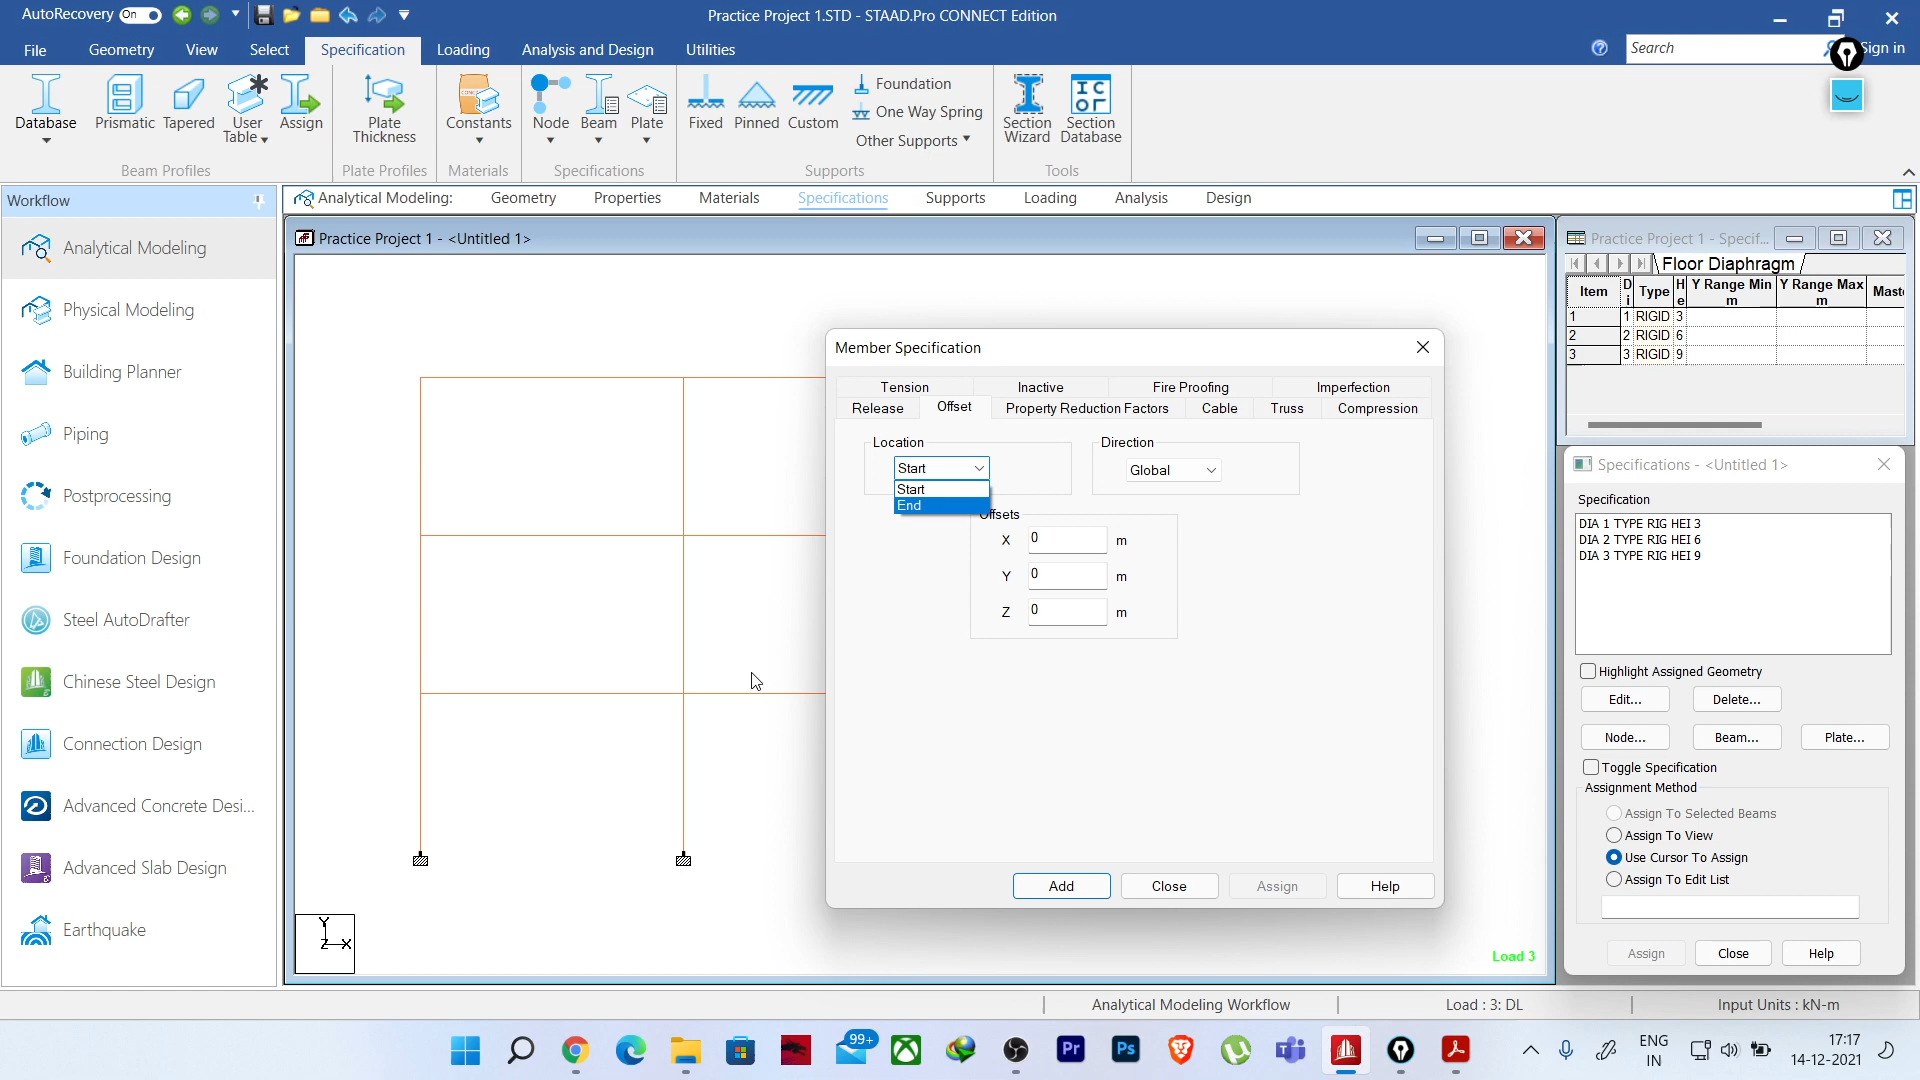 AutoRecovery On
Practice Project 1.STD - STAAD.Pro CONNECT Edition
File Geometry View Select Specification Loading Analysis and Design Utilities
Search
Sign in
Database Prismatic Tapered User Table Assign
Beam Profiles
Plate Thickness
Plate Profiles
Constants
Materials
Node Beam Plate
Specifications
Fixed Pinned Custom
Foundation
One Way Spring
Other Supports
Supports
Section Wizard Section Database
Tools
Workflow
Analytical Modeling: Geometry Properties Materials Specifications Supports Loading Analysis Design
Analytical Modeling
Physical Modeling
Building Planner
Piping
Postprocessing
Foundation Design
Steel AutoDrafter
Chinese Steel Design
Connection Design
Advanced Concrete Desi...
Advanced Slab Design
Earthquake
Practice Project 1 - <Untitled 1>
Y
Z X
Load 3
Member Specification
Tension Inactive Fire Proofing Imperfection
Release Offset Property Reduction Factors Cable Truss Compression
Location
Start
Start
End
Direction
Global
Offsets
X 0 m
Y 0 m
Z 0 m
Add Close Assign Help
Practice Project 1 - Specif...
Floor Diaphragm
Item Di Type He Y Range Min m Y Range Max m Mast
1 1 RIGID 3
2 2 RIGID 6
3 3 RIGID 9
Specifications - <Untitled 1>
Specification
DIA 1 TYPE RIG HEI 3
DIA 2 TYPE RIG HEI 6
DIA 3 TYPE RIG HEI 9
Highlight Assigned Geometry
Edit... Delete...
Node... Beam... Plate...
Toggle Specification
Assignment Method
Assign To Selected Beams
Assign To View
Use Cursor To Assign
Assign To Edit List
Assign Close Help
Analytical Modeling Workflow Load : 3: DL Input Units : kN-m
99+
Pr
Ps
ENG
IN
17:17
14-12-2021